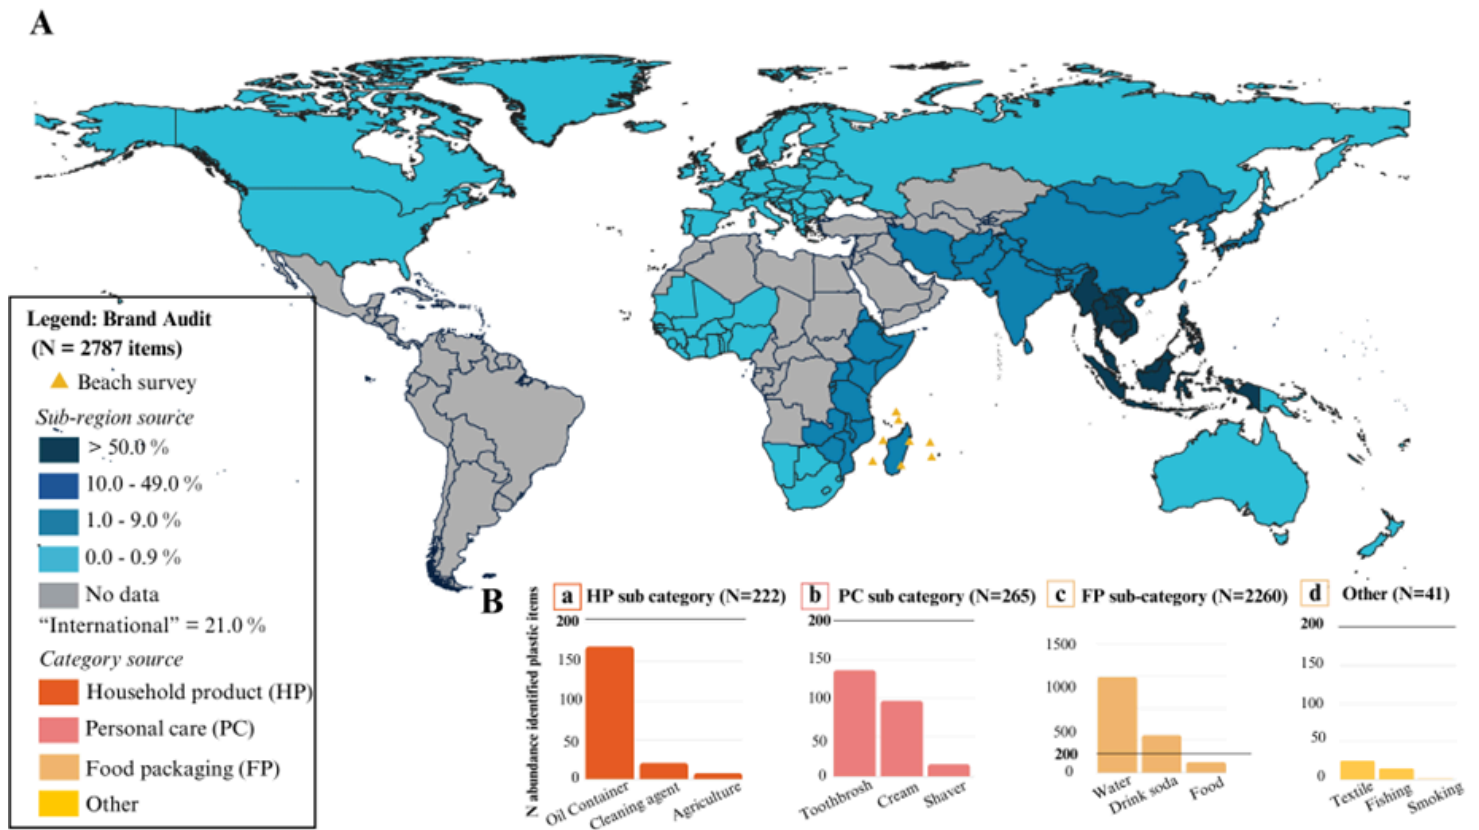 A
Legend: Brand Audit
(N = 2787 items)
Beach survey
Sub-region source
> 50.0 %
10.0 - 49.0 %
1.0 - 9.0 %
0.0 - 0.9 %
No data
“International” = 21.0 %
Category source
Household product (HP)
Personal care (PC)
Food packaging (FP)
Other
B
N abundance identified plastic items
a HP sub category (N=222)
200
150
100
50
0
Oil Container
Cleaning agent
Agriculture
b PC sub category (N=265)
200
150
100
50
0
Toothbrosh
Cream
Shaver
c FP sub-category (N=2260)
1500
1000
500
200
0
Water
Drink soda
Food
d Other (N=41)
200
150
100
50
0
Textile
Fishing
Smoking